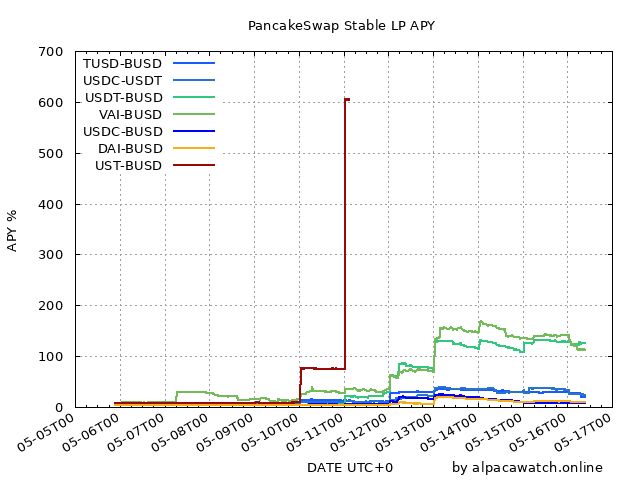 PancakeSwap Stable LP APY
700
600
500
400
300
200
100
0
APY %
TUSD-BUSD
USDC-USDT
USDT-BUSD
VAI-BUSD
USDC-BUSD
DAI-BUSD
UST-BUSD
05-05T00
05-06T00
05-07T00
05-08T00
05-09T00
05-10T00
05-11T00
05-12T00
05-13T00
05-14T00
05-15T00
05-16T00
05-17T00
DATE UTC+0
by alpacawatch.online